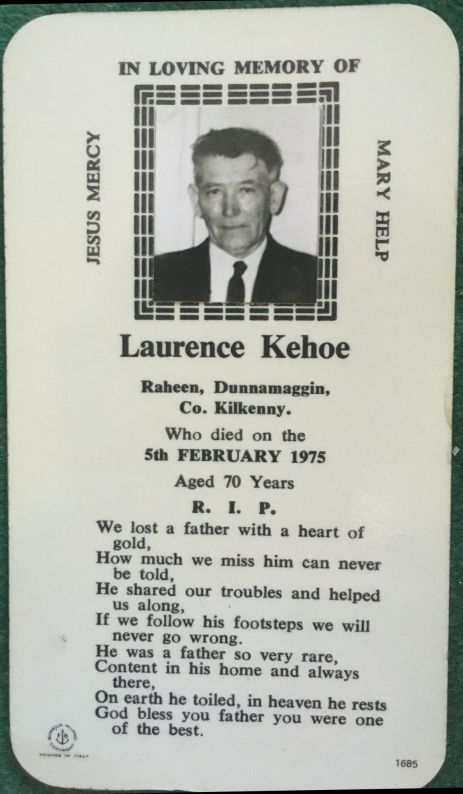 IN LOVING MEMORY OF
JESUS MERCY
MARY HELP
Laurence Kehoe
Raheen, Dunnamaggin,
Co. Kilkenny.
Who died on the
5th FEBRUARY 1975
Aged 70 Years
R. I. P.
We lost a father with a heart of
gold,
How much we miss him can never
be told,
He shared our troubles and helped
us along,
If we follow his footsteps we will
never go wrong.
He was a father so very rare,
Content in his home and always
there,
On earth he toiled, in heaven he rests
God bless you father you were one
of the best.
PRINTED IN ITALY
1685